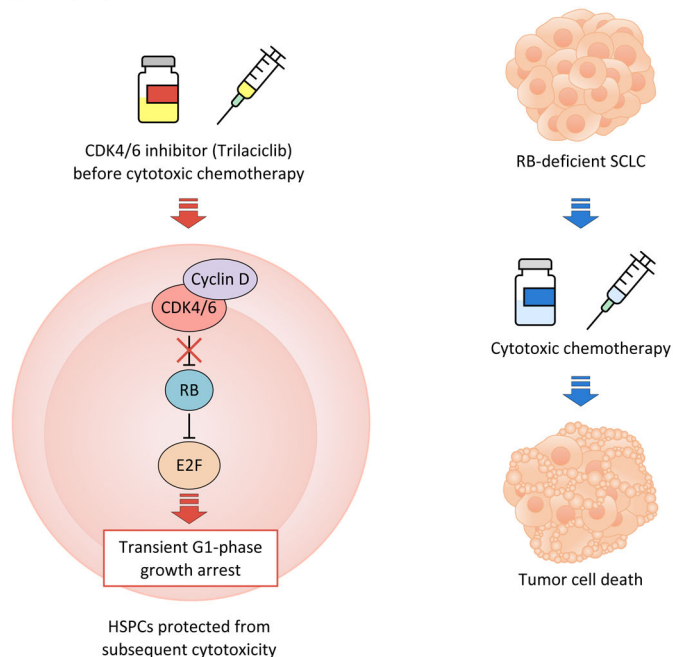 CDK4/6 inhibitor (Trilaciclib)
before cytotoxic chemotherapy
Cyclin D
CDK4/6
RB
E2F
Transient G1-phase
growth arrest
HSPCs protected from
subsequent cytotoxicity
RB-deficient SCLC
Cytotoxic chemotherapy
Tumor cell death